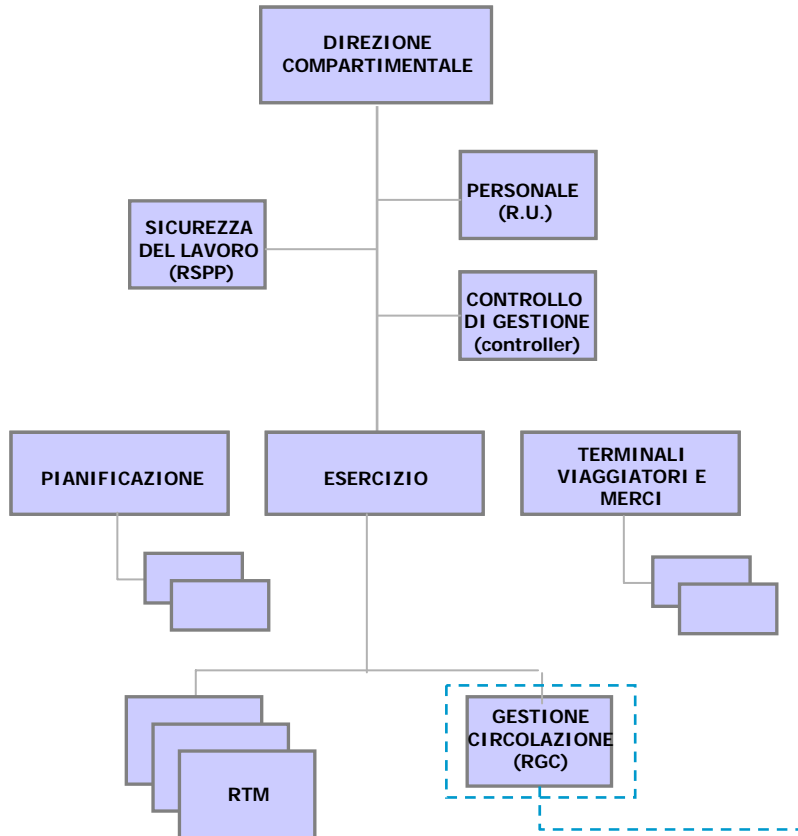 DIREZIONE
COMPARTIMENTALE
PERSONALE
(R.U.)
SICUREZZA
DEL LAVORO
(RSPP)
CONTROLLO
DI GESTIONE
(controller)
PIANIFICAZIONE
ESERCIZIO
TERMINALI
VIAGGIATORI E
MERCI
RTM
GESTIONE
CIRCOLAZIONE
(RGC)